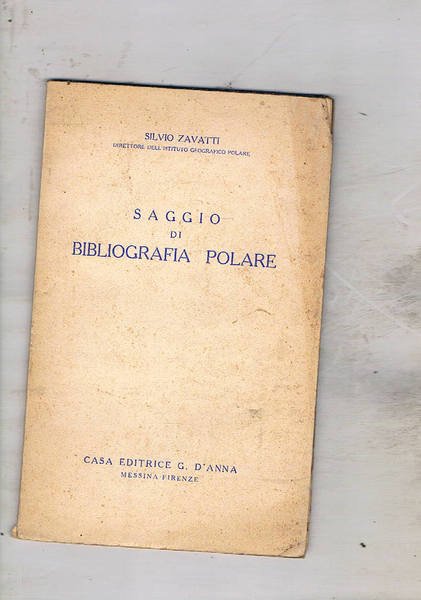 SILVIO ZAVATTI
DIRETTORE DELL'ISTITUTO GEOGRAFICO POLARE
SAGGIO
DI
BIBLIOGRAFIA POLARE
CASA EDITRICE G. D'ANNA
MESSINA-FIRENZE